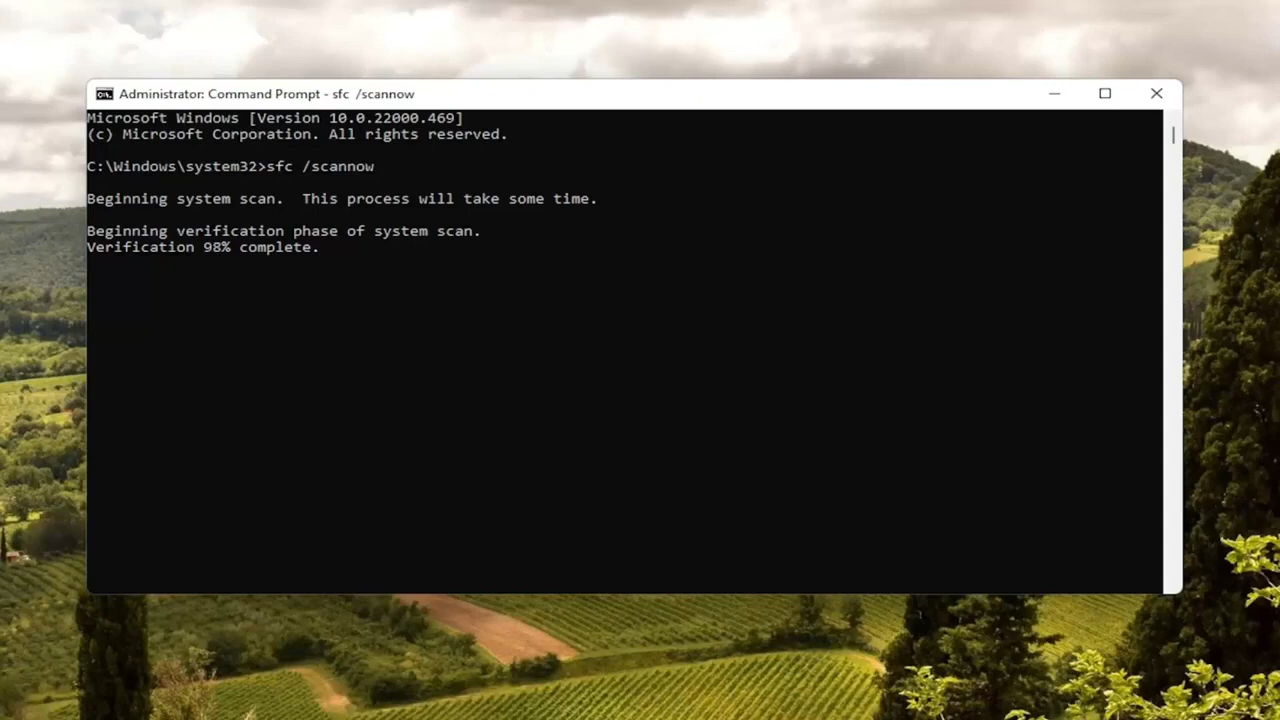 Administrator: Command Prompt - sfc  /scannow
Microsoft Windows [Version 10.0.22000.469]
(c) Microsoft Corporation. All rights reserved.
C:\Windows\system32>sfc /scannow
Beginning system scan.  This process will take some time.
Beginning verification phase of system scan.
Verification 98% complete.